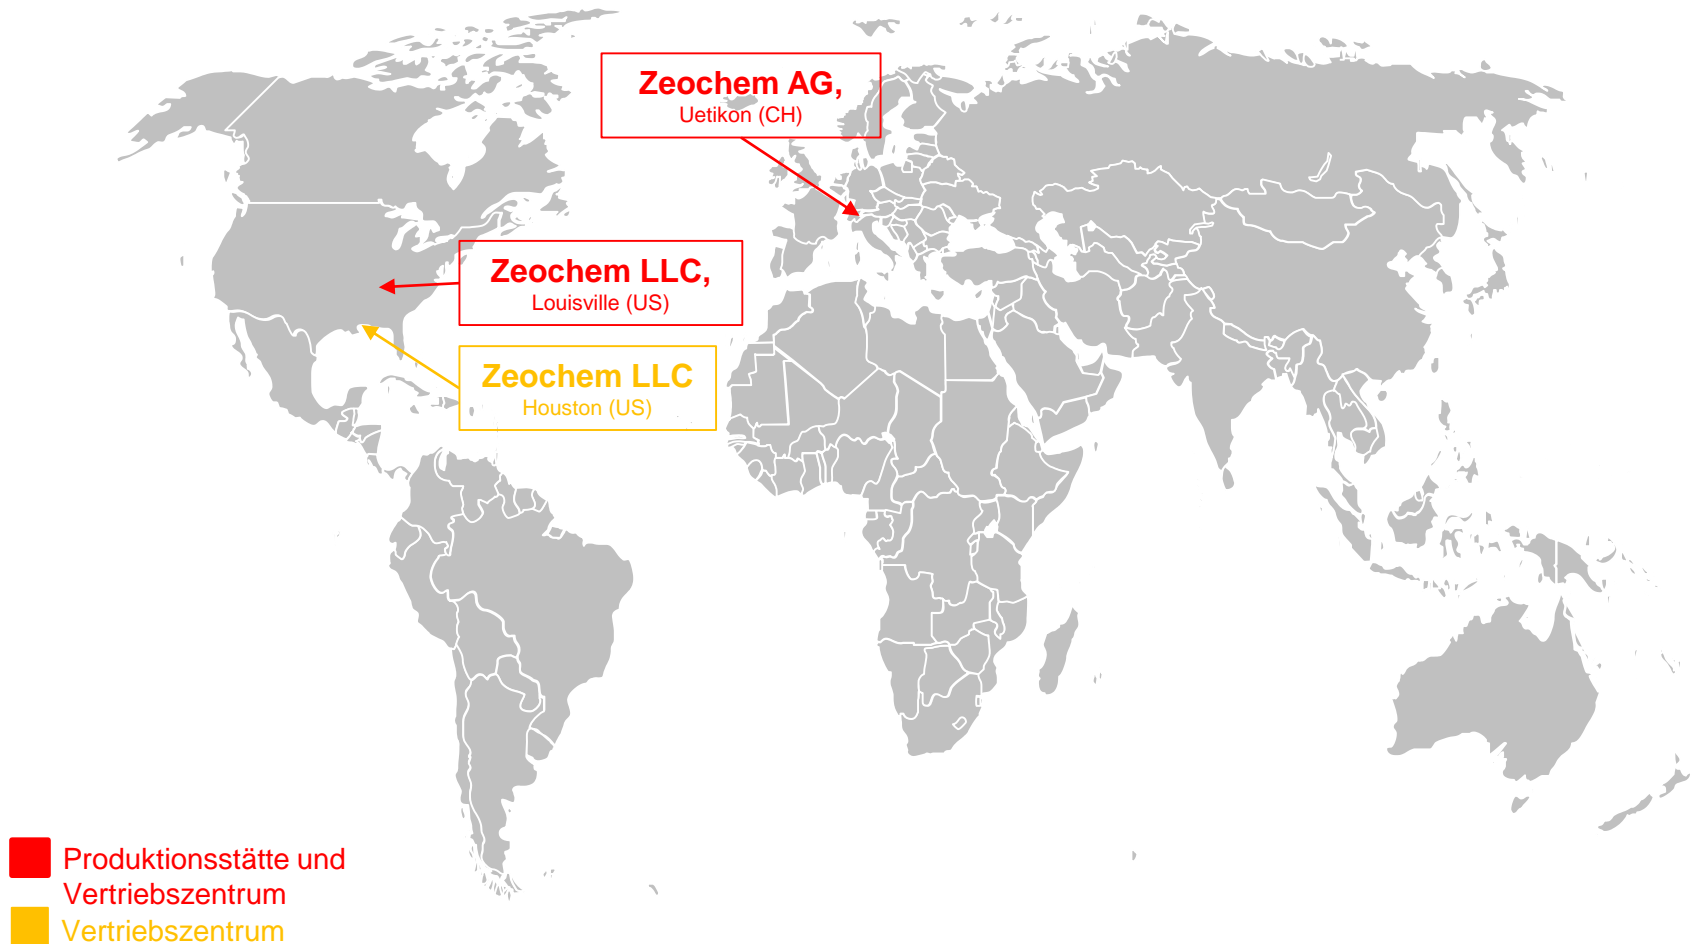 Zeochem AG,
Uetikon (CH)
Zeochem LLC,
Louisville (US)
Zeochem LLC
Houston (US)
Produktionsstätte und
Vertriebszentrum
Vertriebszentrum